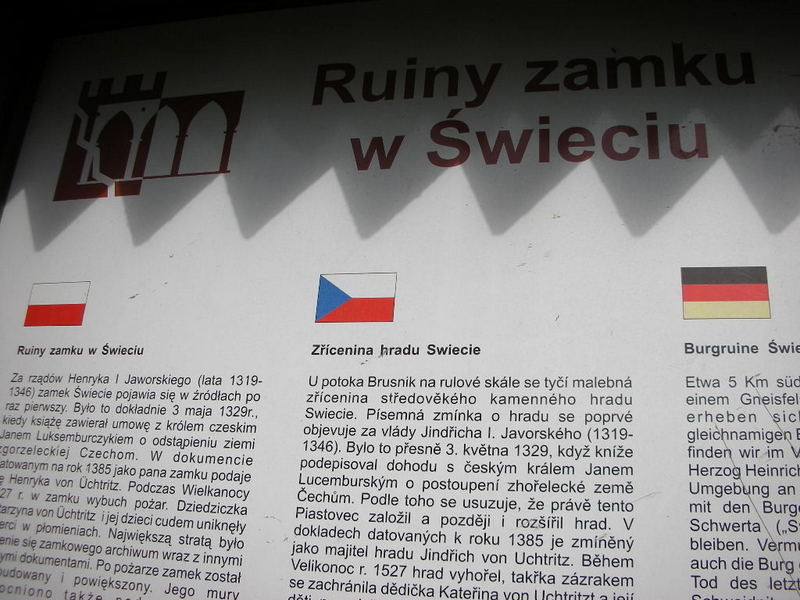 Ruiny zamku
w Świeciu
Ruiny zamku w Świeciu
Za rządów Henryka I Jaworskiego (lata 1319-
1346) zamek Świecie pojawia się w źródłach po
raz pierwszy. Było to dokładnie 3 maja 1329r.,
kiedy książę zawierał umowę z królem czeskim
Janem Luksemburczykiem o odstąpieniu ziemi
zgorzeleckiej Czechom. W dokumencie
datowanym na rok 1385 jako pana zamku podaje
Henryka von Üchtritz. Podczas Wielkanocy
27 r. w zamku wybuch pożar. Dziedziczka
tarzyna von Üchtritz i jej dzieci cudem uniknęły
erci w płomieniach. Największą stratą było
enie się zamkowego archiwum wraz z innymi
ymi dokumentami. Po pożarze zamek został
budowany i powiększony. Jego mury
ocniono także
Zřícenina hradu Swiecie
U potoka Brusnik na rulové skále se tyčí malebná
zřícenina středověkého kamenného hradu
Swiecie. Písemná zmínka o hradu se poprvé
objevuje za vlády Jindřicha I. Javorského (1319-
1346). Bylo to přesně 3. května 1329, když kníže
podepisoval dohodu s českým králem Janem
Lucemburským o postoupení zhořelecké země
Čechům. Podle toho se usuzuje, že právě tento
Piastovec založil a později i rozšířil hrad. V
dokladech datovaných k roku 1385 je zmíněný
jako majitel hradu Jindřich von Uchtritz. Během
Velikonoc r. 1527 hrad vyhořel, takřka zázrakem
se zachránila dědička Kateřina von Uchtritzt a její
děti
Burgruine Świe
Etwa 5 Km süd
einem Gneisfel
erheben sich
gleichnamigen B
finden wir im V
Herzog Heinrich
Umgebung an
mit den Burge
Schwerta („S
bleiben. Vermu
auch die Burg
Tod des letzt